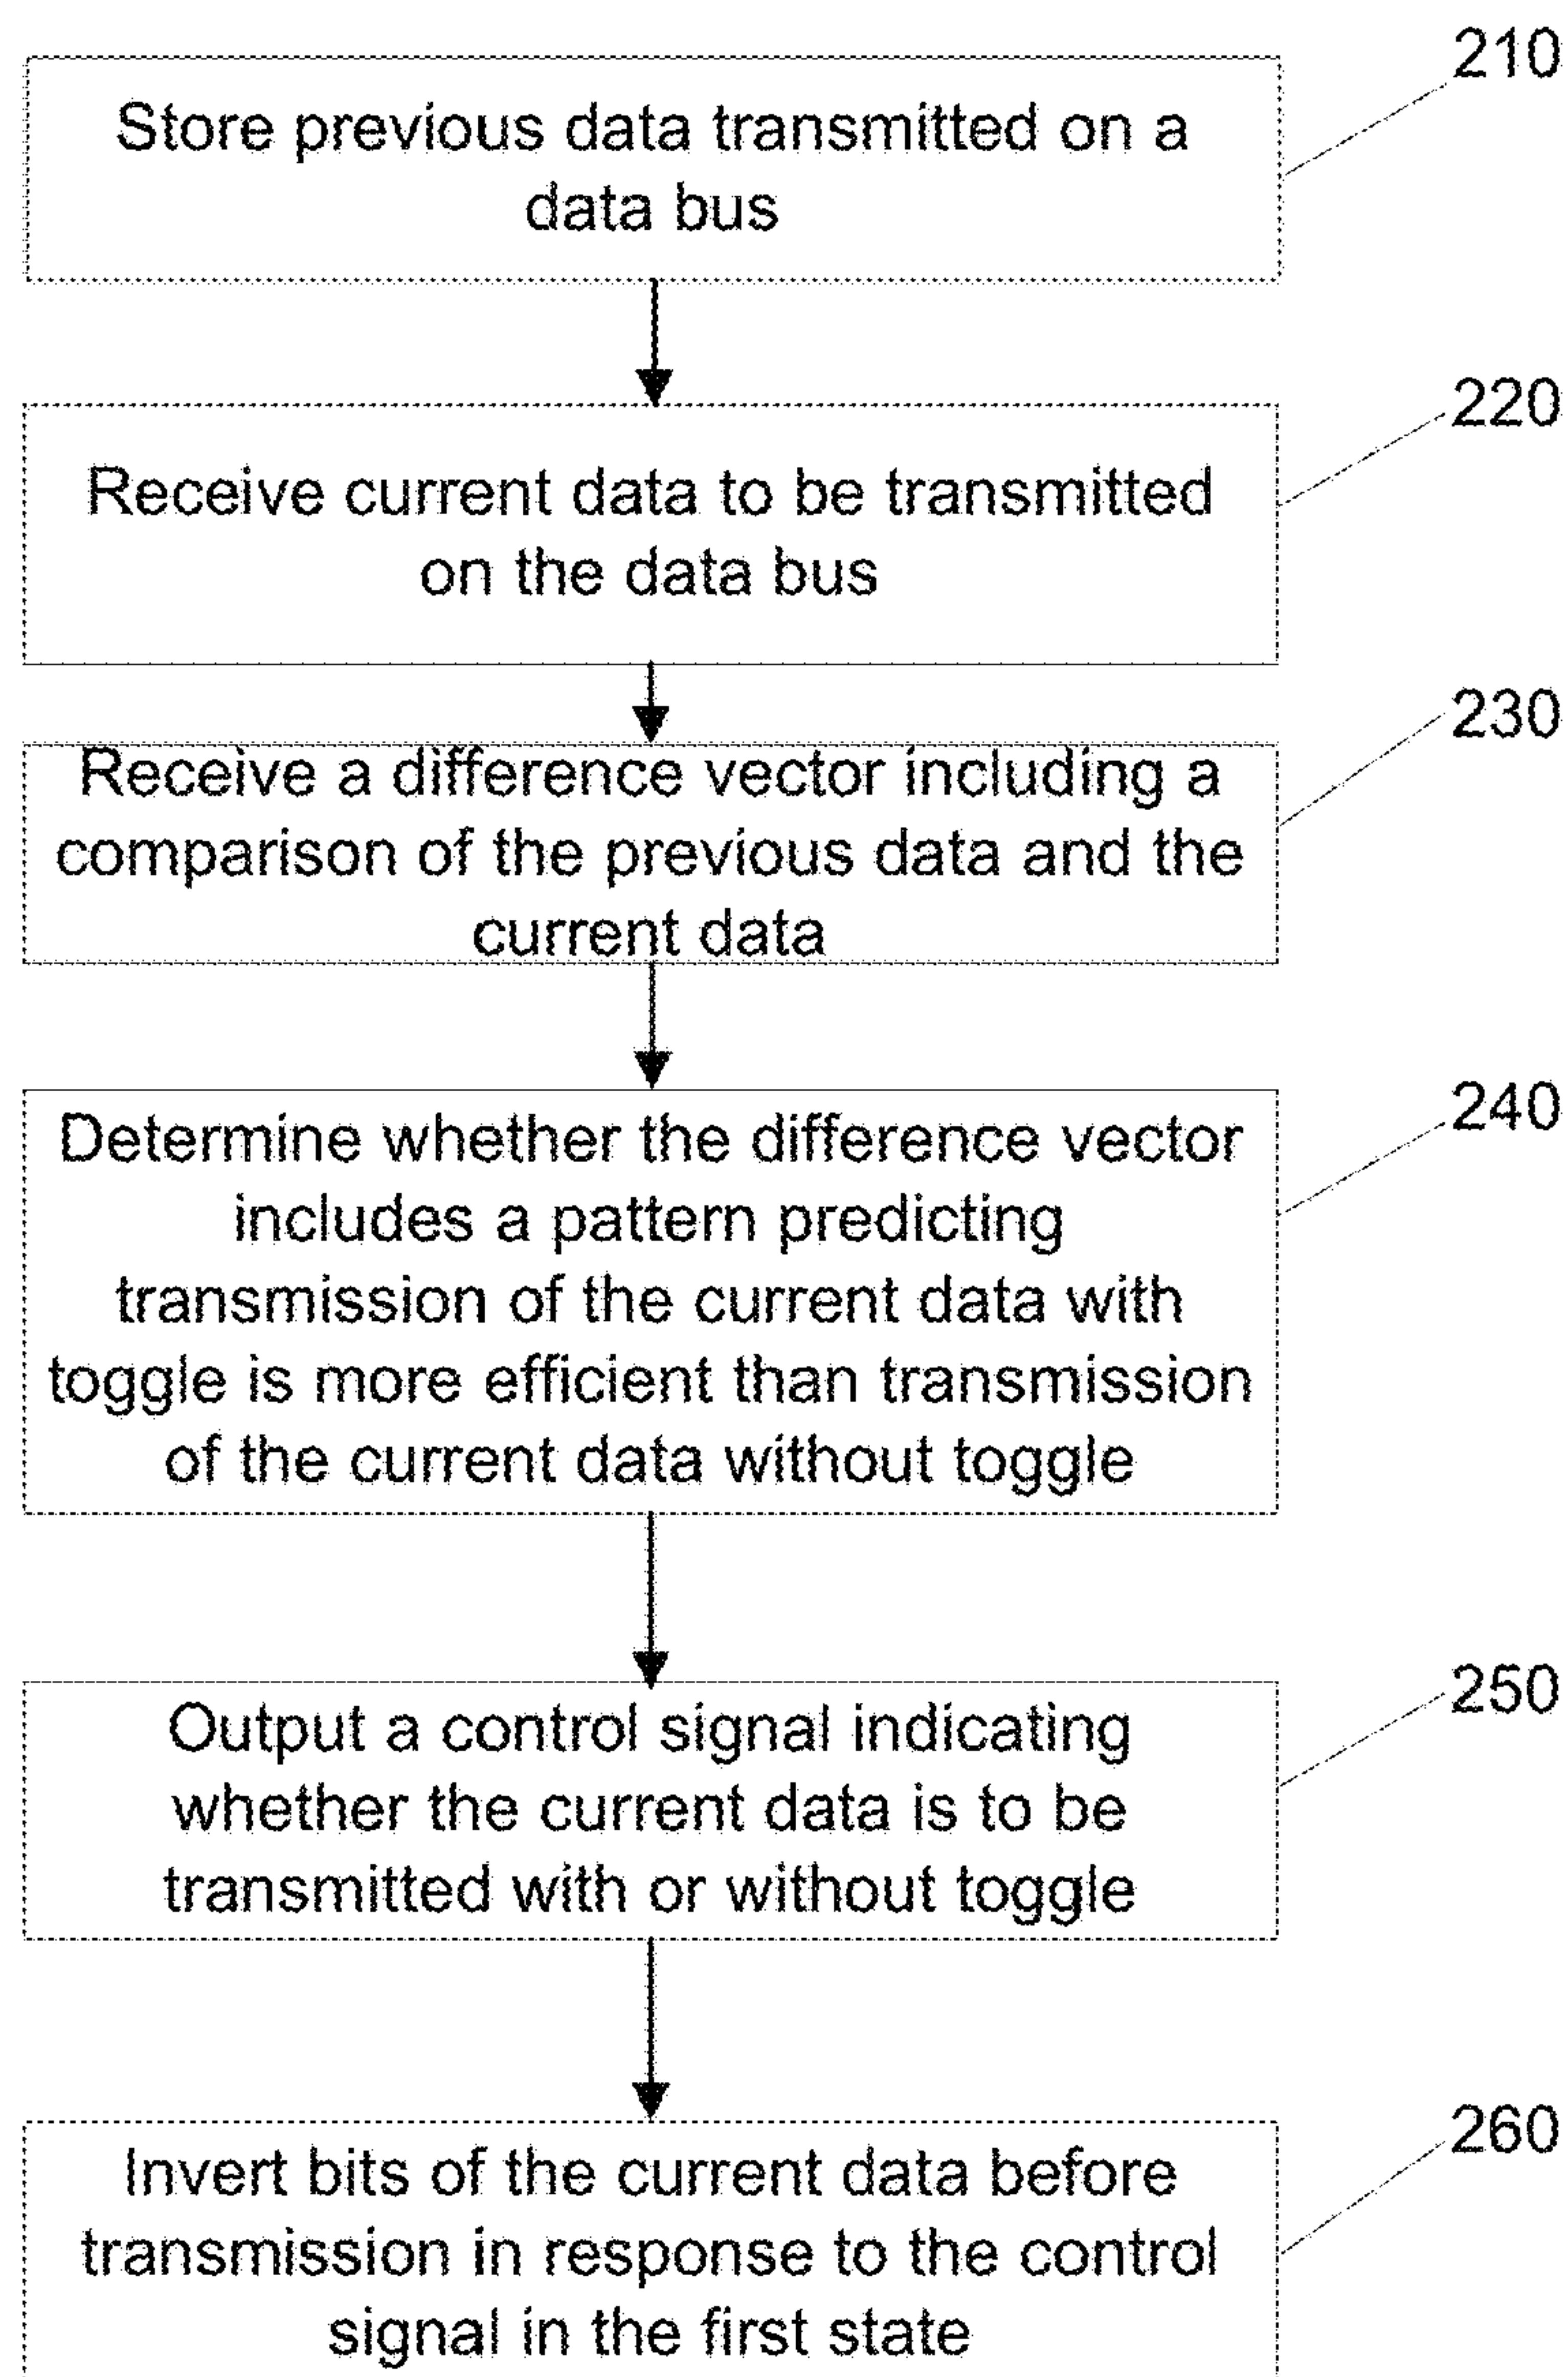 210
Store previous data transmitted on a
data bus
220
Receive current data to be transmitted
on the data bus
230
Receive a difference vector including a
comparison of the previous data and the
current data
240
Determine whether the difference vector
includes a pattern predicting
transmission of the current data with
toggle is more efficient than transmission
of the current data without toggle
250
Output a control signal indicating
whether the current data is to be
transmitted with or without toggle
260
Invert bits of the current data before
transmission in response to the control
signal in the first state